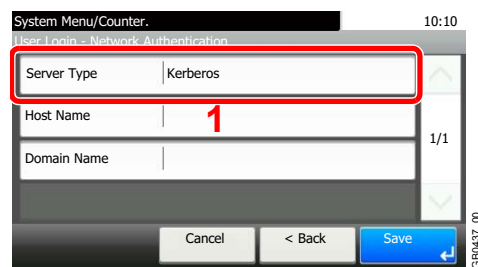 System Menu/Counter. 10:10
User Login - Network Authentication
Server Type Kerberos
Host Name 1
1/1
Domain Name
Cancel < Back Save
GB0437_00